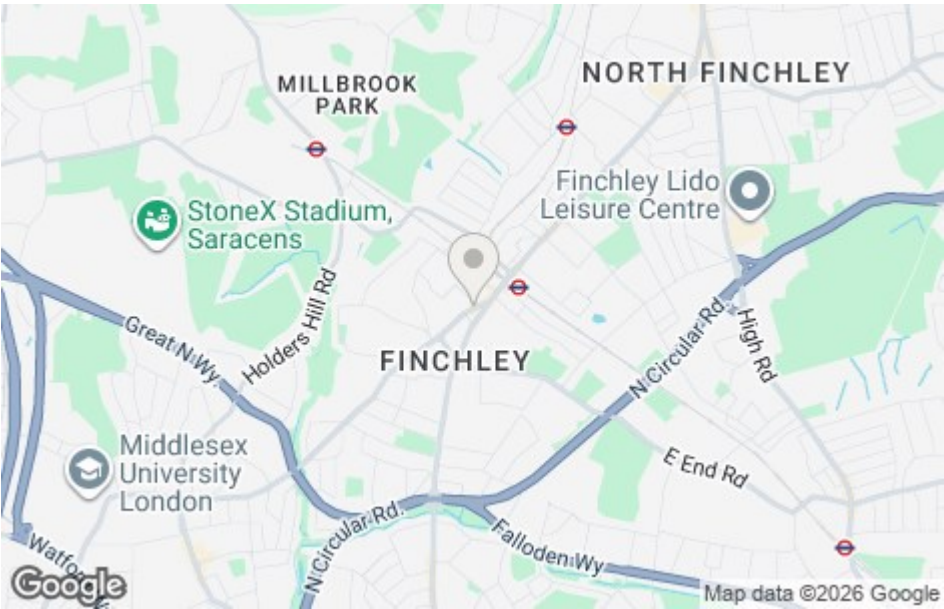 NORTH FINCHLEY
MILLBROOK
PARK
Finchley Lido
Leisure Centre
StoneX Stadium,
Saracens
Holders Hill Rd
Great N Wy
N Circular Rd
High Rd
FINCHLEY
Middlesex
University
London
E End Rd
N Circular Rd.
Falloden Wy
Google
Map data ©2026 Google